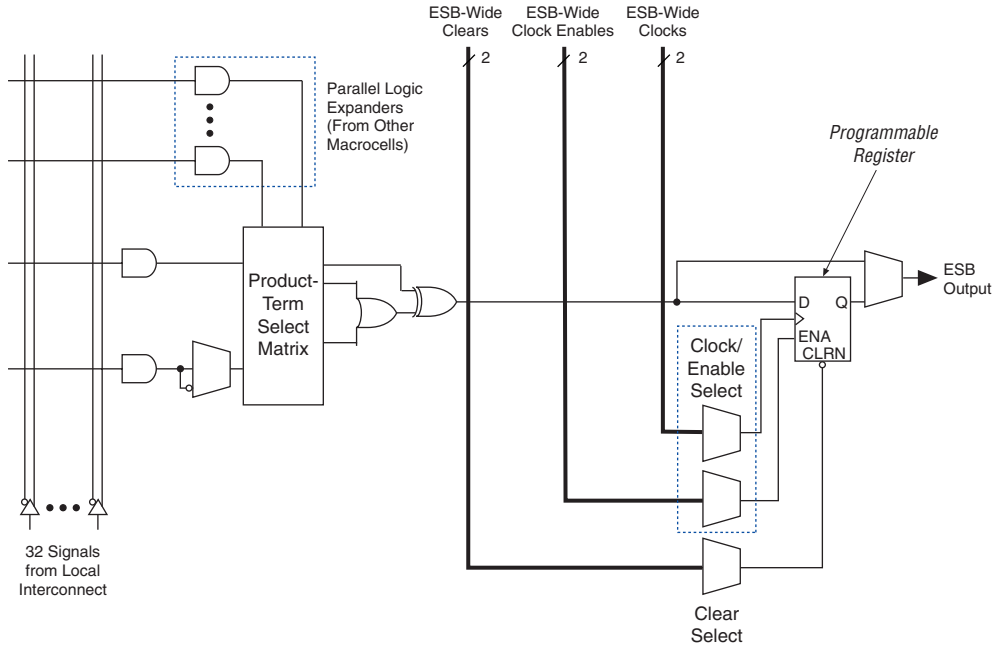 ESB-Wide
Clears
ESB-Wide
Clock Enables
ESB-Wide
Clocks
2
2
2
Parallel Logic
Expanders
(From Other
Macrocells)
Programmable
Register
Product-
Term
Select
Matrix
ESB
Output
D
Q
ENA
CLRN
Clock/
Enable
Select
32 Signals
from Local
Interconnect
Clear
Select